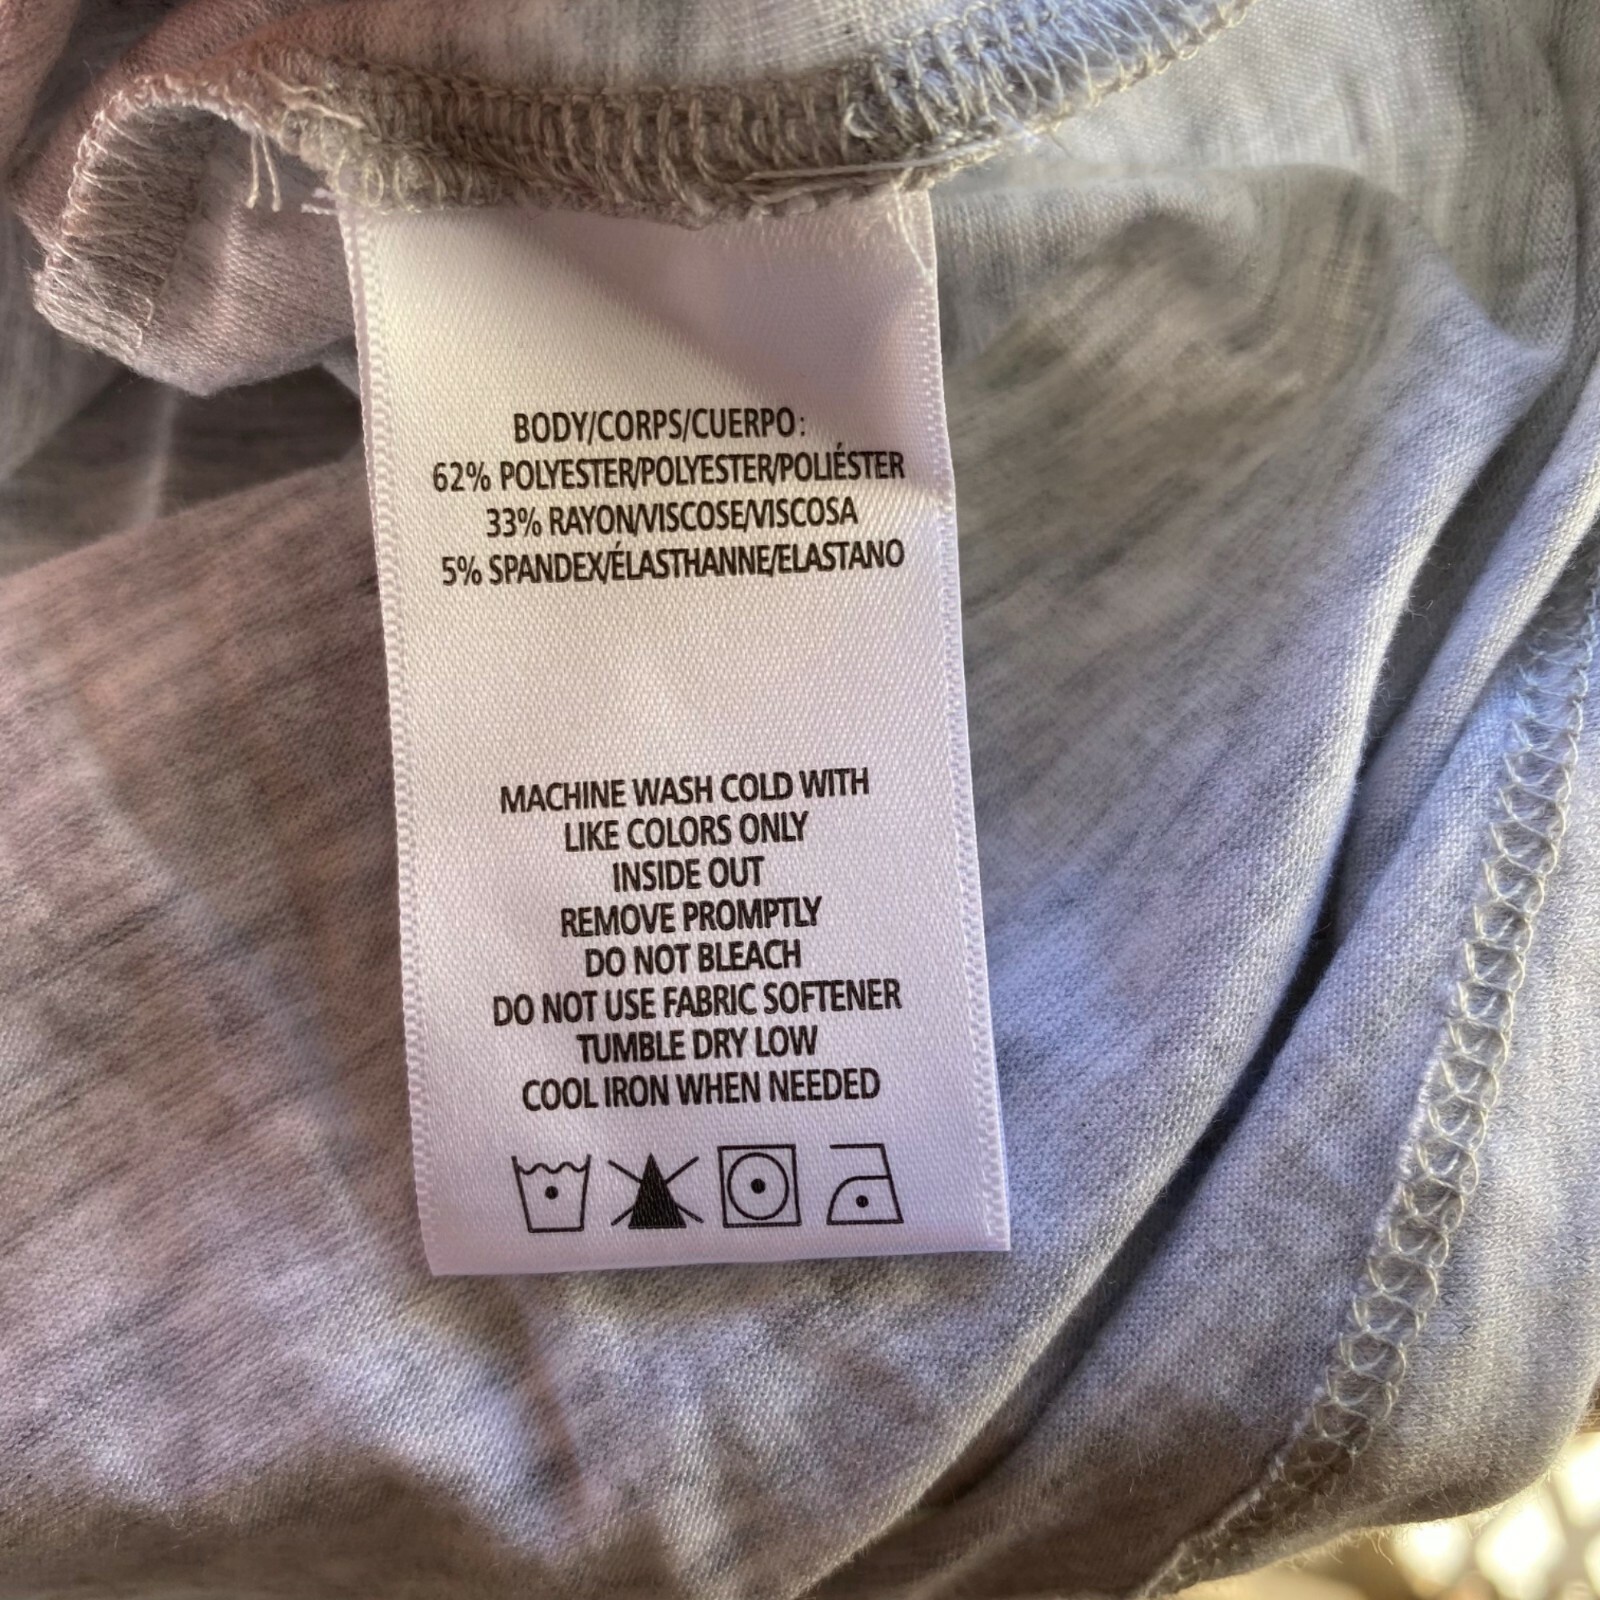 BODY/CORPS/CUERPO:
62% POLYESTER/POLYESTER/POLIÉSTER
33% RAYON/VISCOSE/VISCOSA
5% SPANDEX/ÉLASTHANNE/ELASTANO
MACHINE WASH COLD WITH
LIKE COLORS ONLY
INSIDE OUT
REMOVE PROMPTLY
DO NOT BLEACH
DO NOT USE FABRIC SOFTENER
TUMBLE DRY LOW
COOL IRON WHEN NEEDED